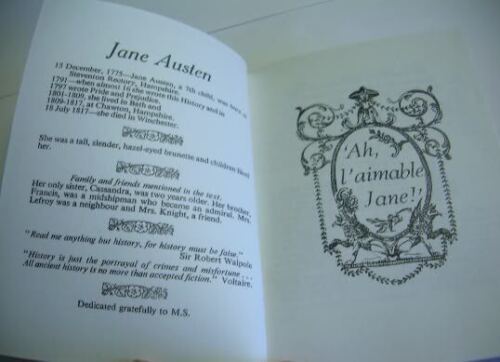 Jane Austen
15 December, 1775—Jane Austen, a 7th child, was born at
Steventon Rectory, Hampshire.
1791—when almost 16 she wrote this History and in
1797 wrote Pride and Prejudice.
1801-1809, she lived in Bath and
1809-1817, at Chawton, Hampshire.
18 July 1817—she died in Winchester.
She was a tall, slender, hazel-eyed brunette and children liked
her.
Family and friends mentioned in the text.
Her only sister, Cassandra, was two years older. Her brother,
Francis, was a midshipman who became an admiral. Mrs.
Lefroy was a neighbour and Mrs. Knight, a friend.
"Read me anything but history, for history must be false."
Sir Robert Walpole
"History is just the portrayal of crimes and misfortune . . .
All ancient history is no more than accepted fiction." Voltaire.
Dedicated gratefully to M.S.
'Ah,
l'aimable
Jane!'